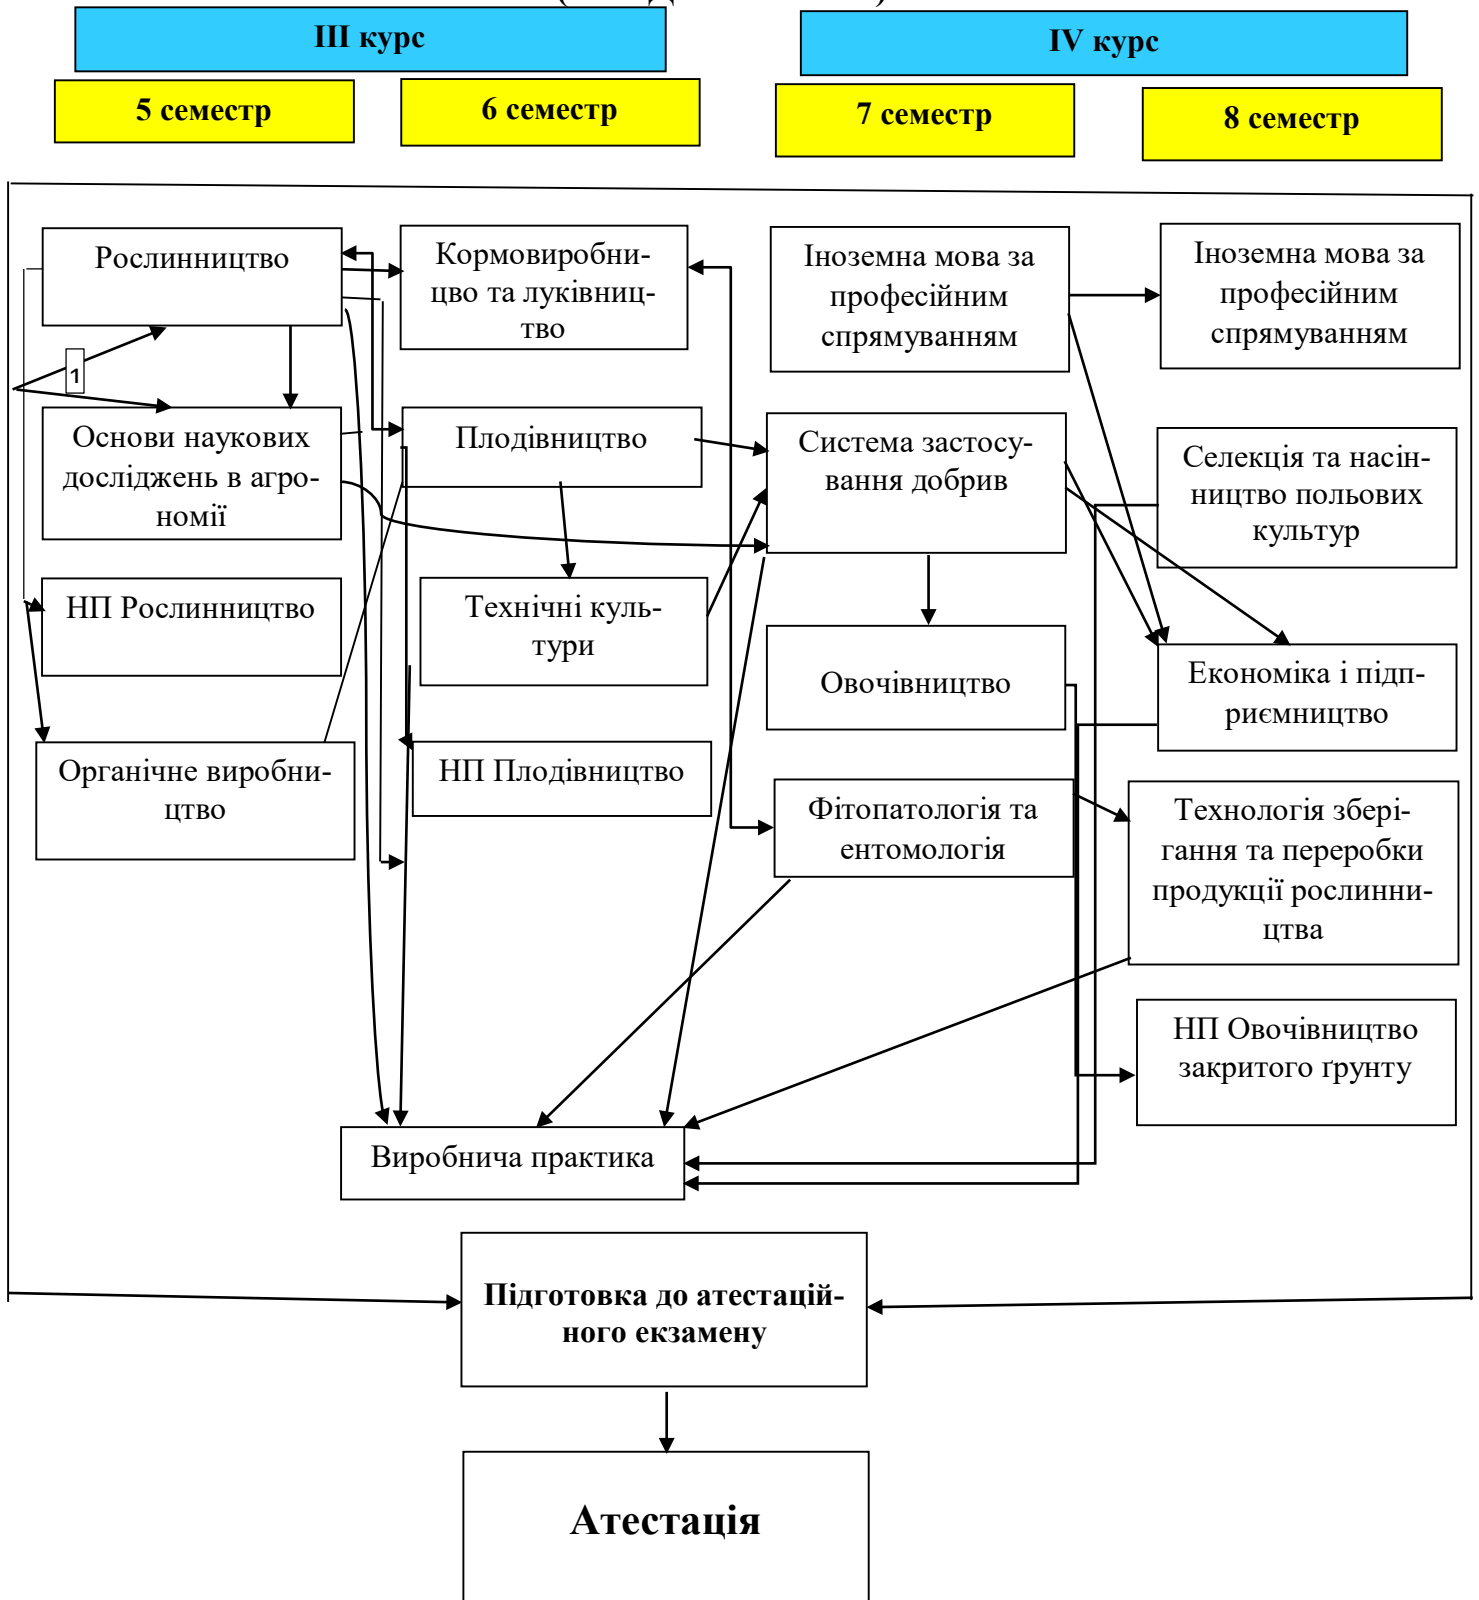 III курс
IV курс
5 семестр
6 семестр
7 семестр
8 семестр
Рослинництво
Кормовиробни-
цво та луківниц-
тво
Іноземна мова за
професійним
спрямуванням
Іноземна мова за
професійним
спрямуванням
1
Основи наукових
досліджень в агро-
номії
Плодівництво
Система застосу-
вання добрив
Селекція та насін-
ництво польових
культур
НП Рослинництво
Технічні куль-
тури
Овочівництво
Економіка і підп-
риємництво
Органічне виробни-
цтво
НП Плодівництво
Фітопатологія та
ентомологія
Технологія збері-
гання та переробки
продукції рослинни-
цтва
НП Овочівництво
закритого ґрунту
Виробнича практика
Підготовка до атестацій-
ного екзамену
Атестація